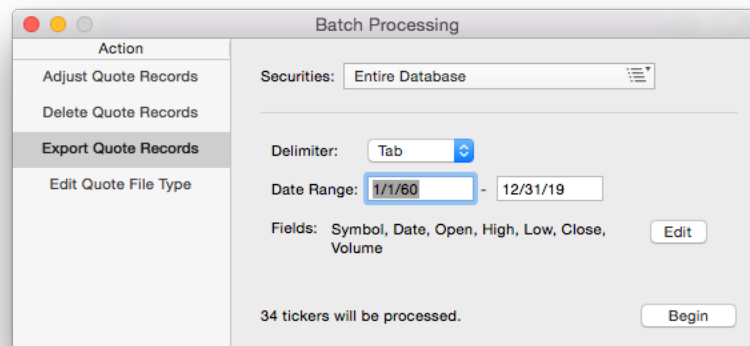 Batch Processing
Action
Adjust Quote Records
Delete Quote Records
Export Quote Records
Edit Quote File Type
Securities: Entire Database
Delimiter: Tab
Date Range: 1/1/60 - 12/31/19
Fields: Symbol, Date, Open, High, Low, Close,
Volume
Edit
34 tickers will be processed.
Begin